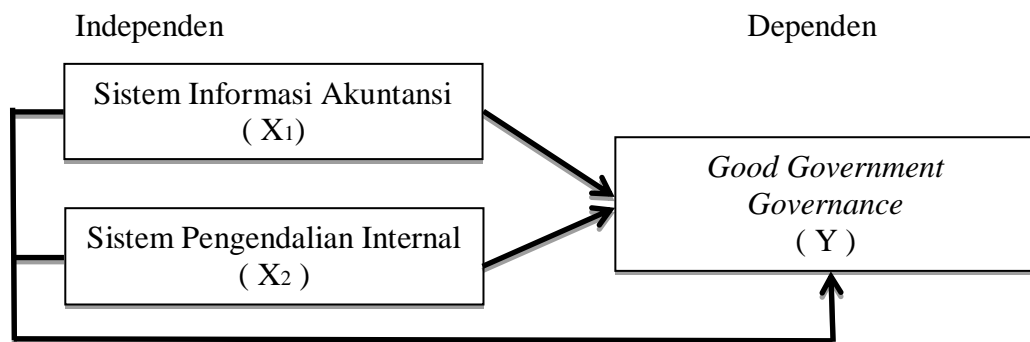 Independen
Dependen
Sistem Informasi Akuntansi
( X1)
Sistem Pengendalian Internal
( X2 )
Good Government
Governance
( Y )